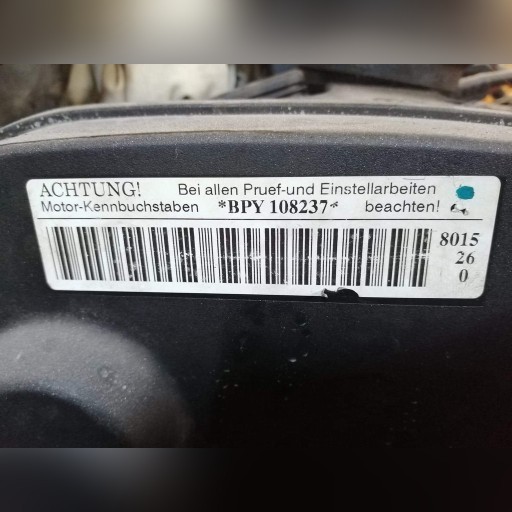 ACHTUNG! Bei allen Pruef-und Einstellarbeiten
Motor-Kennbuchstaben *BPY 108237* beachten!
8015
26
0